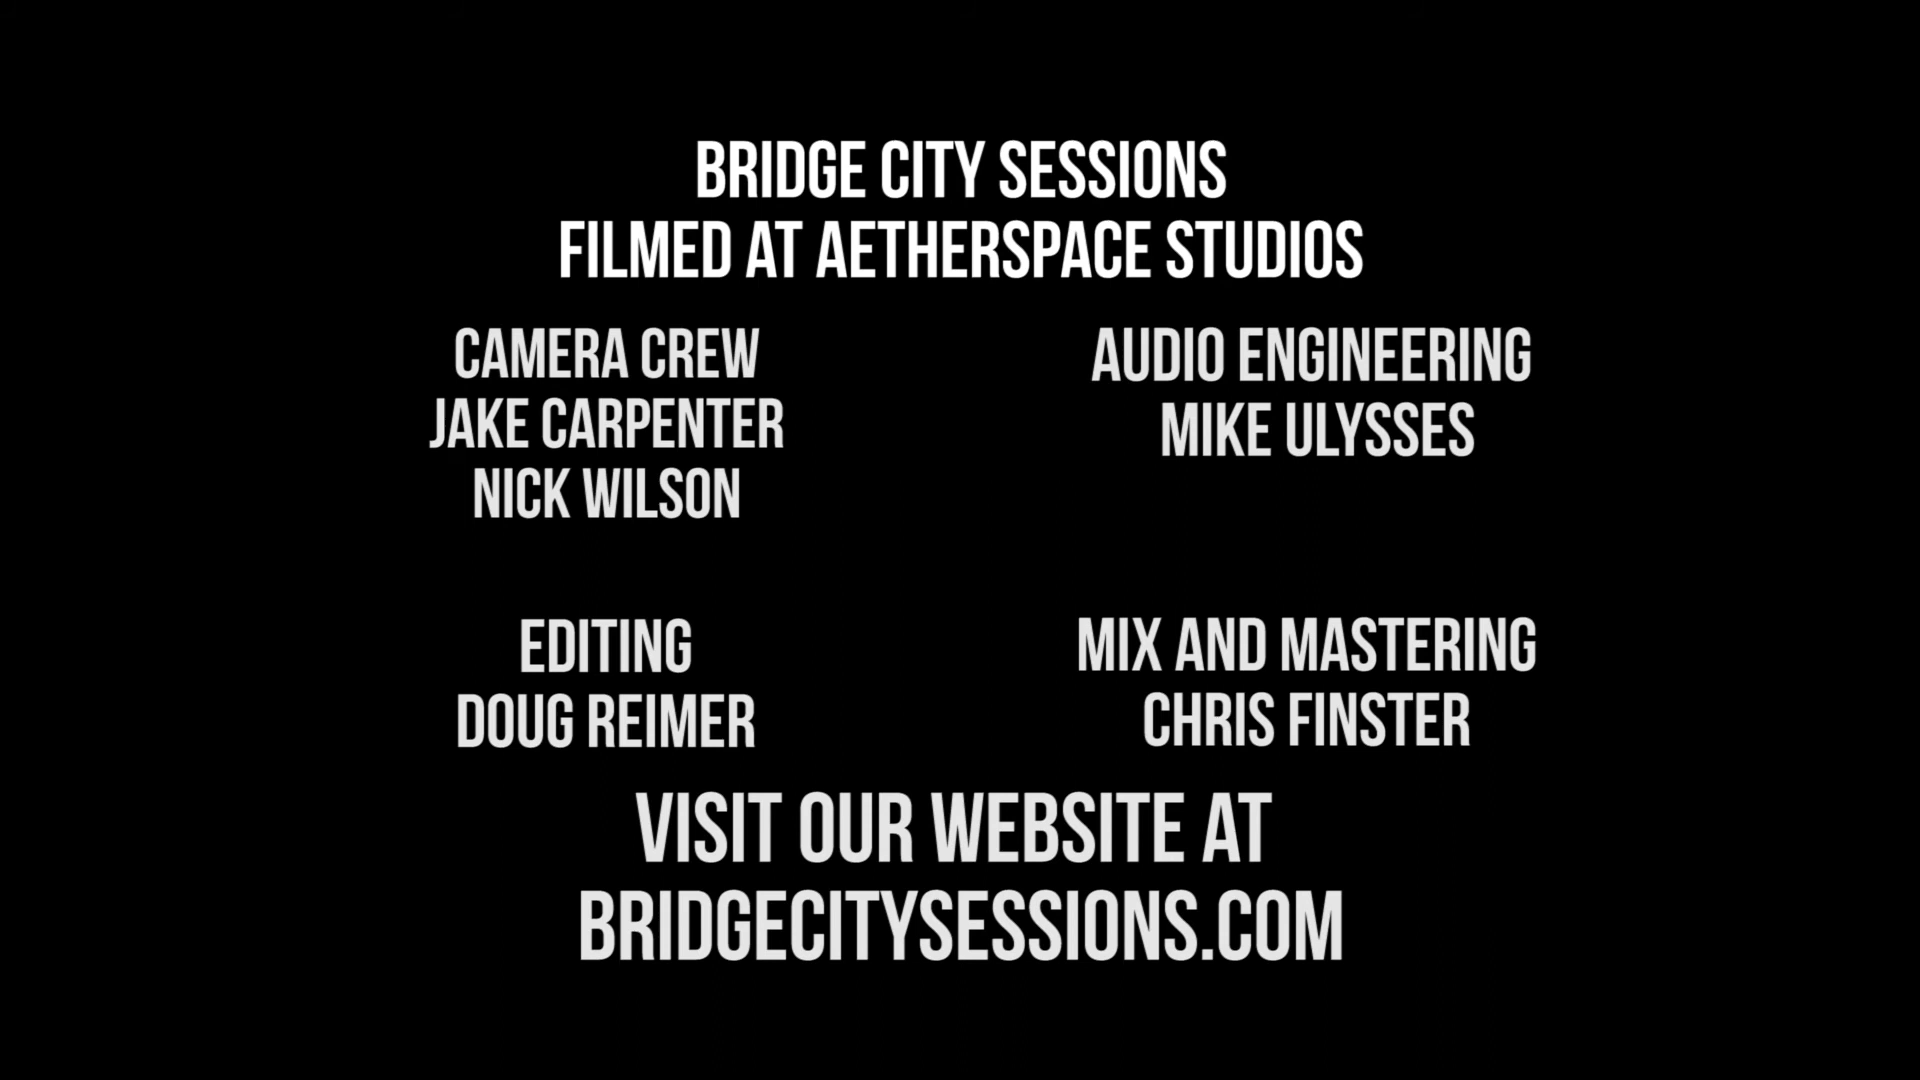 BRIDGE CITY SESSIONS
FILMED AT AETHERSPACE STUDIOS
CAMERA CREW
JAKE CARPENTER
NICK WILSON
AUDIO ENGINEERING
MIKE ULYSSES
EDITING
DOUG REIMER
MIX AND MASTERING
CHRIS FINSTER
VISIT OUR WEBSITE AT
BRIDGECITYSESSIONS.COM